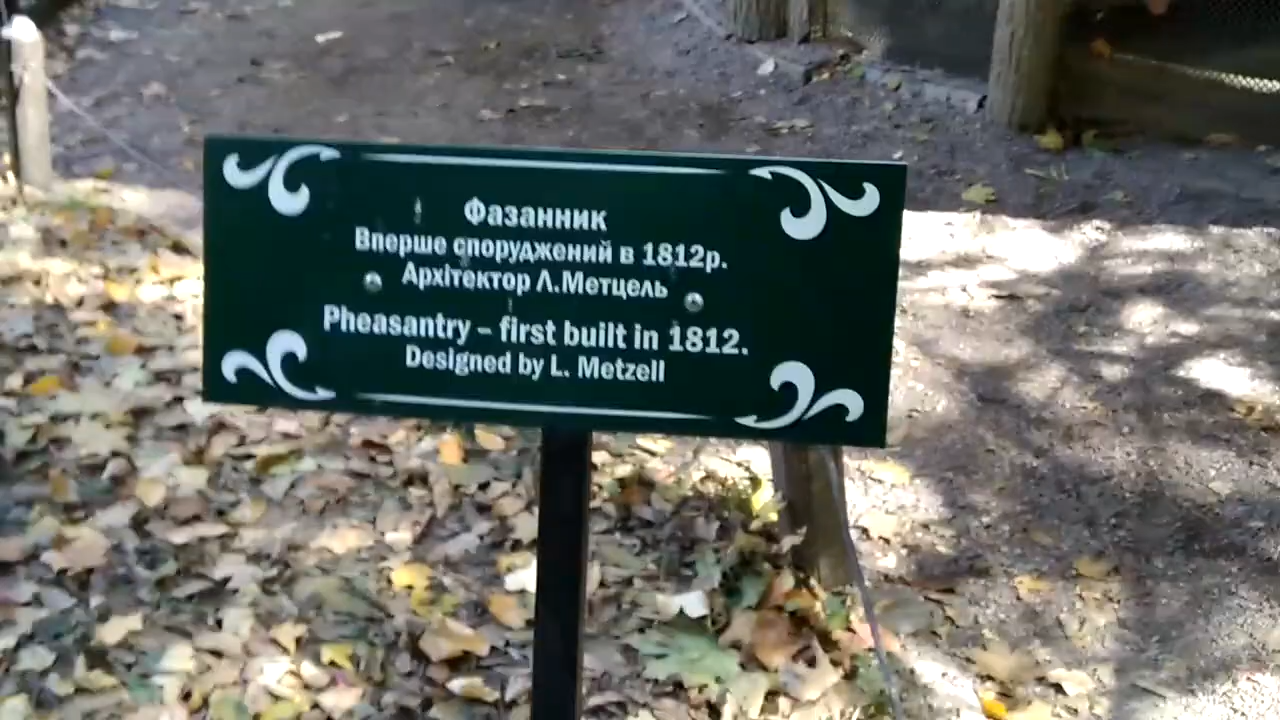 Фазанник
Вперше споруджений в 1812р.
Архітектор Л.Метцель
Pheasantry – first built in 1812.
Designed by L. Metzell